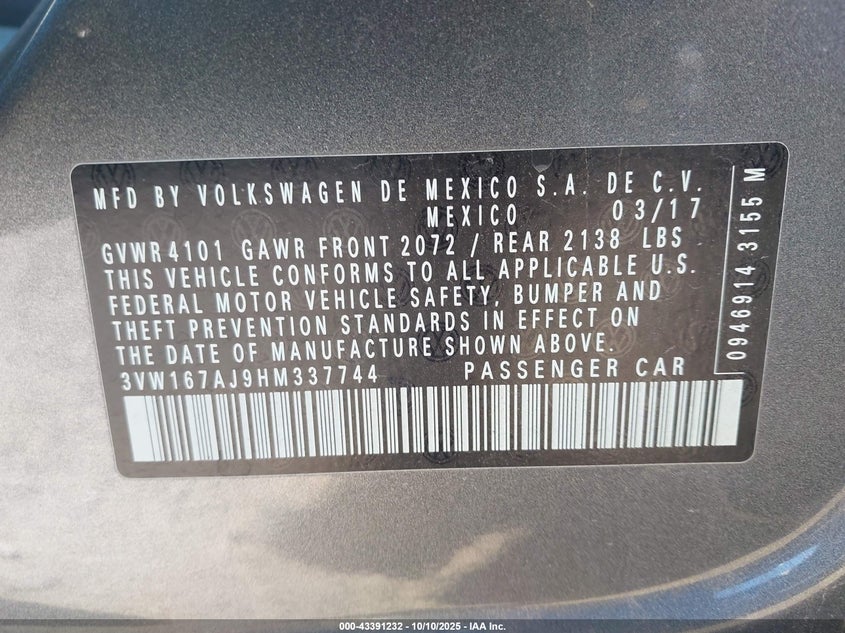 MFD BY VOLKSWAGEN DE MEXICO S.A. DE C.V.
MEXICO 03/17
GVWR 4101 GAWR FRONT 2072 / REAR 2138 LBS
THIS VEHICLE CONFORMS TO ALL APPLICABLE U.S.
FEDERAL MOTOR VEHICLE SAFETY, BUMPER AND
THEFT PREVENTION STANDARDS IN EFFECT ON
THE DATE OF MANUFACTURE SHOWN ABOVE.
3VW167AJ9HM337744 PASSENGER CAR
0946914 3155 M
000-43391232 - 10/10/2025 - IAA Inc.